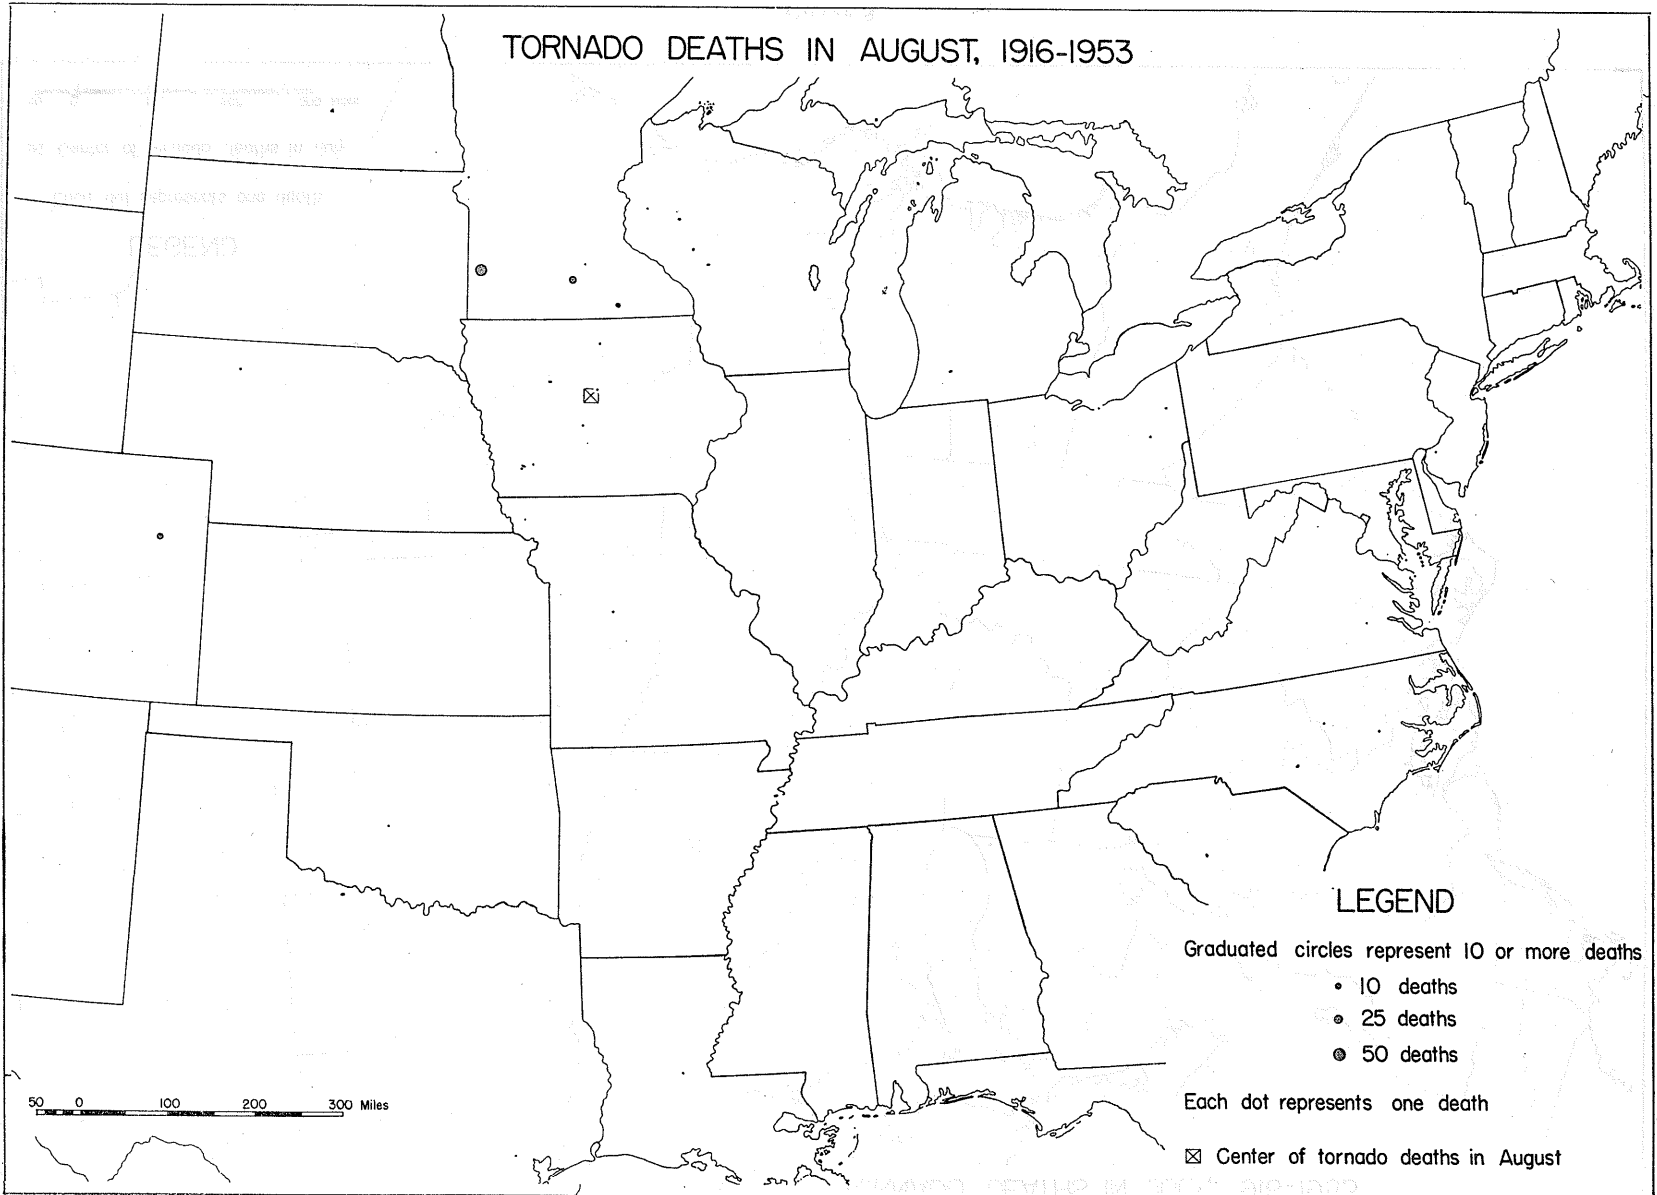 TORNADO DEATHS IN AUGUST, 1916-1953
LEGEND
Graduated circles represent 10 or more deaths
10 deaths
25 deaths
50 deaths
Each dot represents one death
Center of tornado deaths in August
50 0 100 200 300 Miles